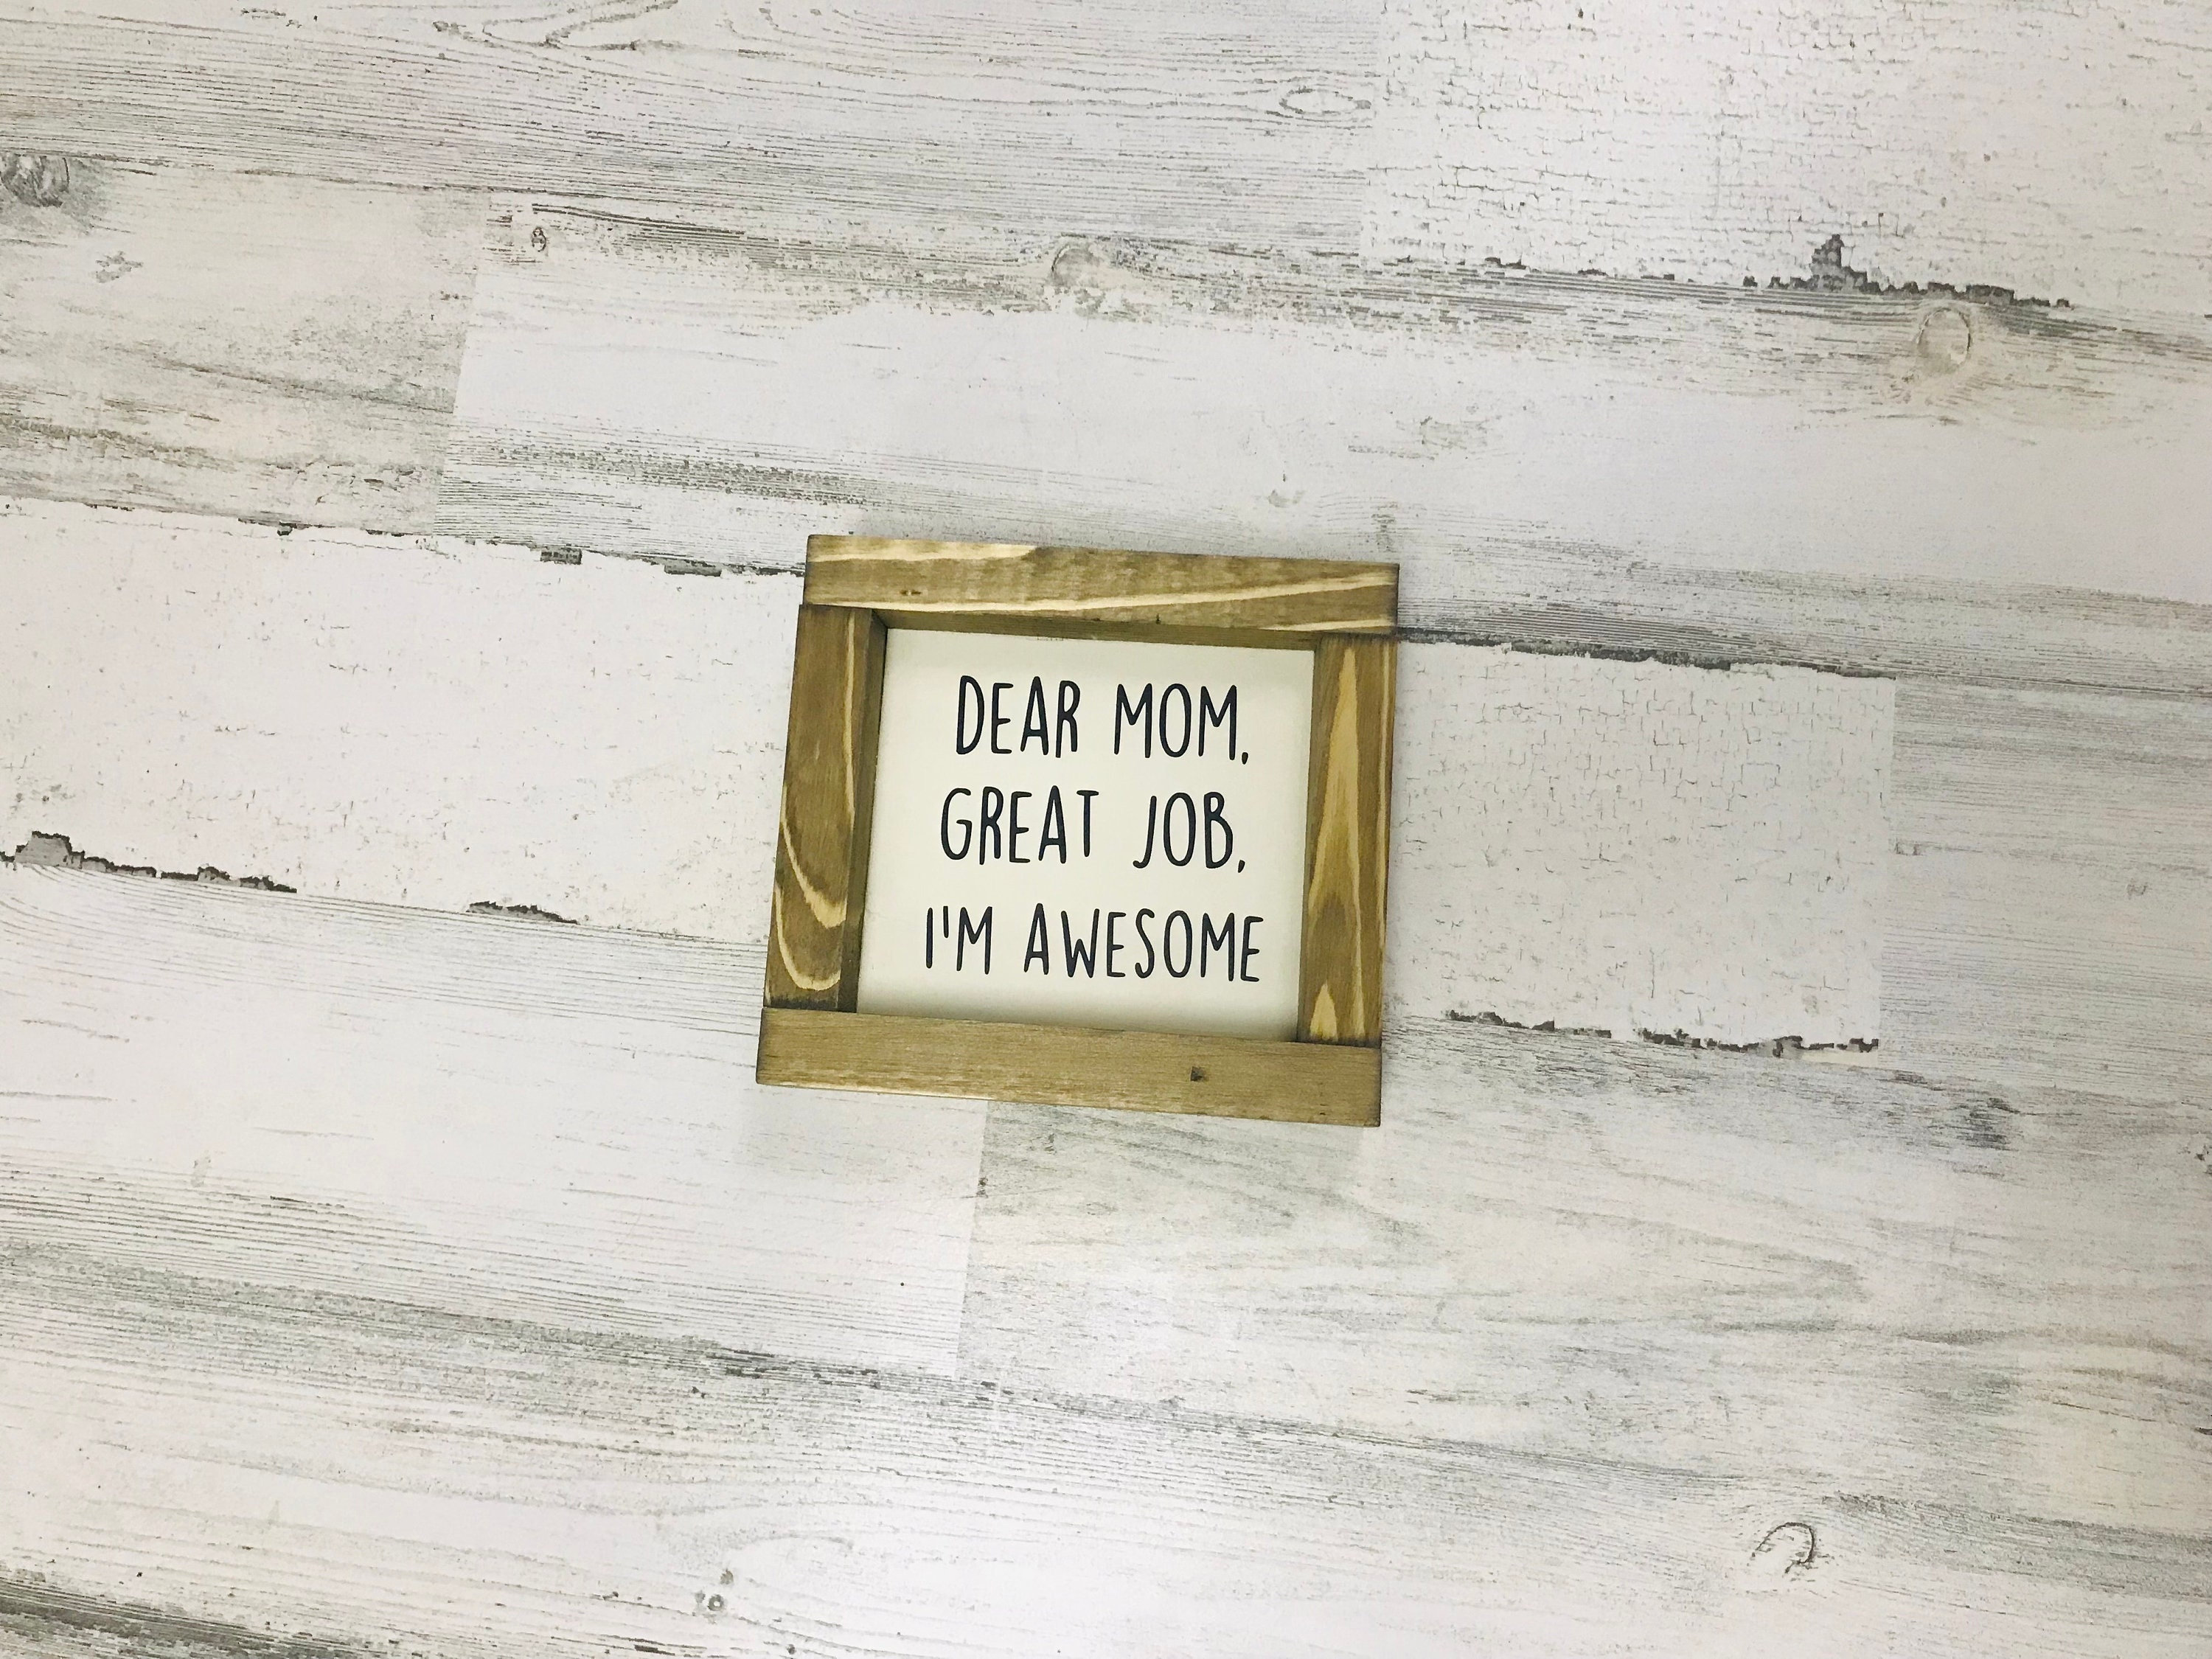 DEAR MOM,
GREAT JOB,
I'M AWESOME